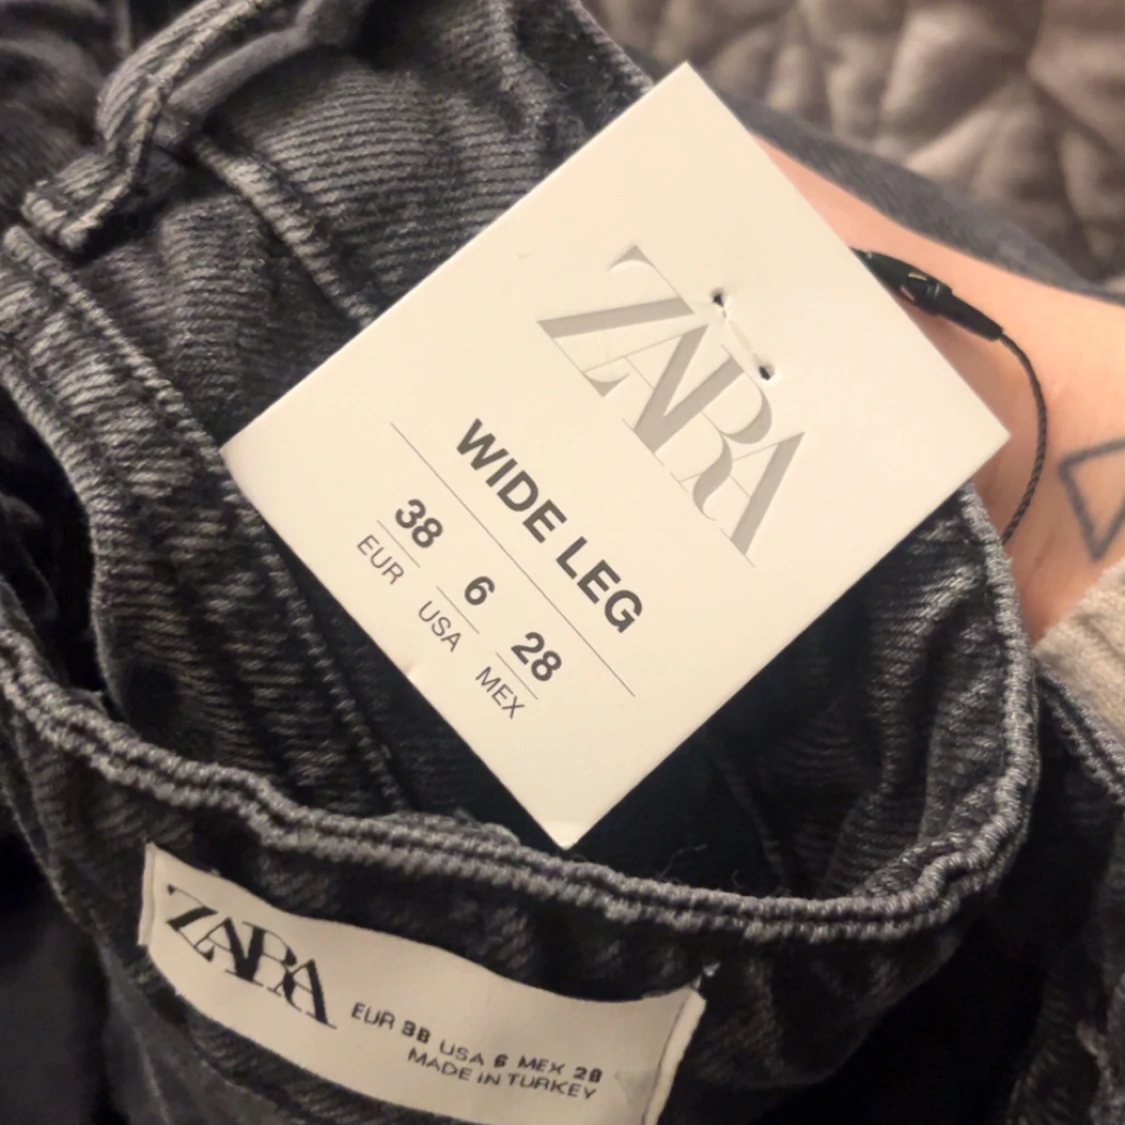 ZARA
WIDE LEG
38 6 28
EUR USA MEX
ZARA
EUR 38 USA 6 MEX 28
MADE IN TURKEY